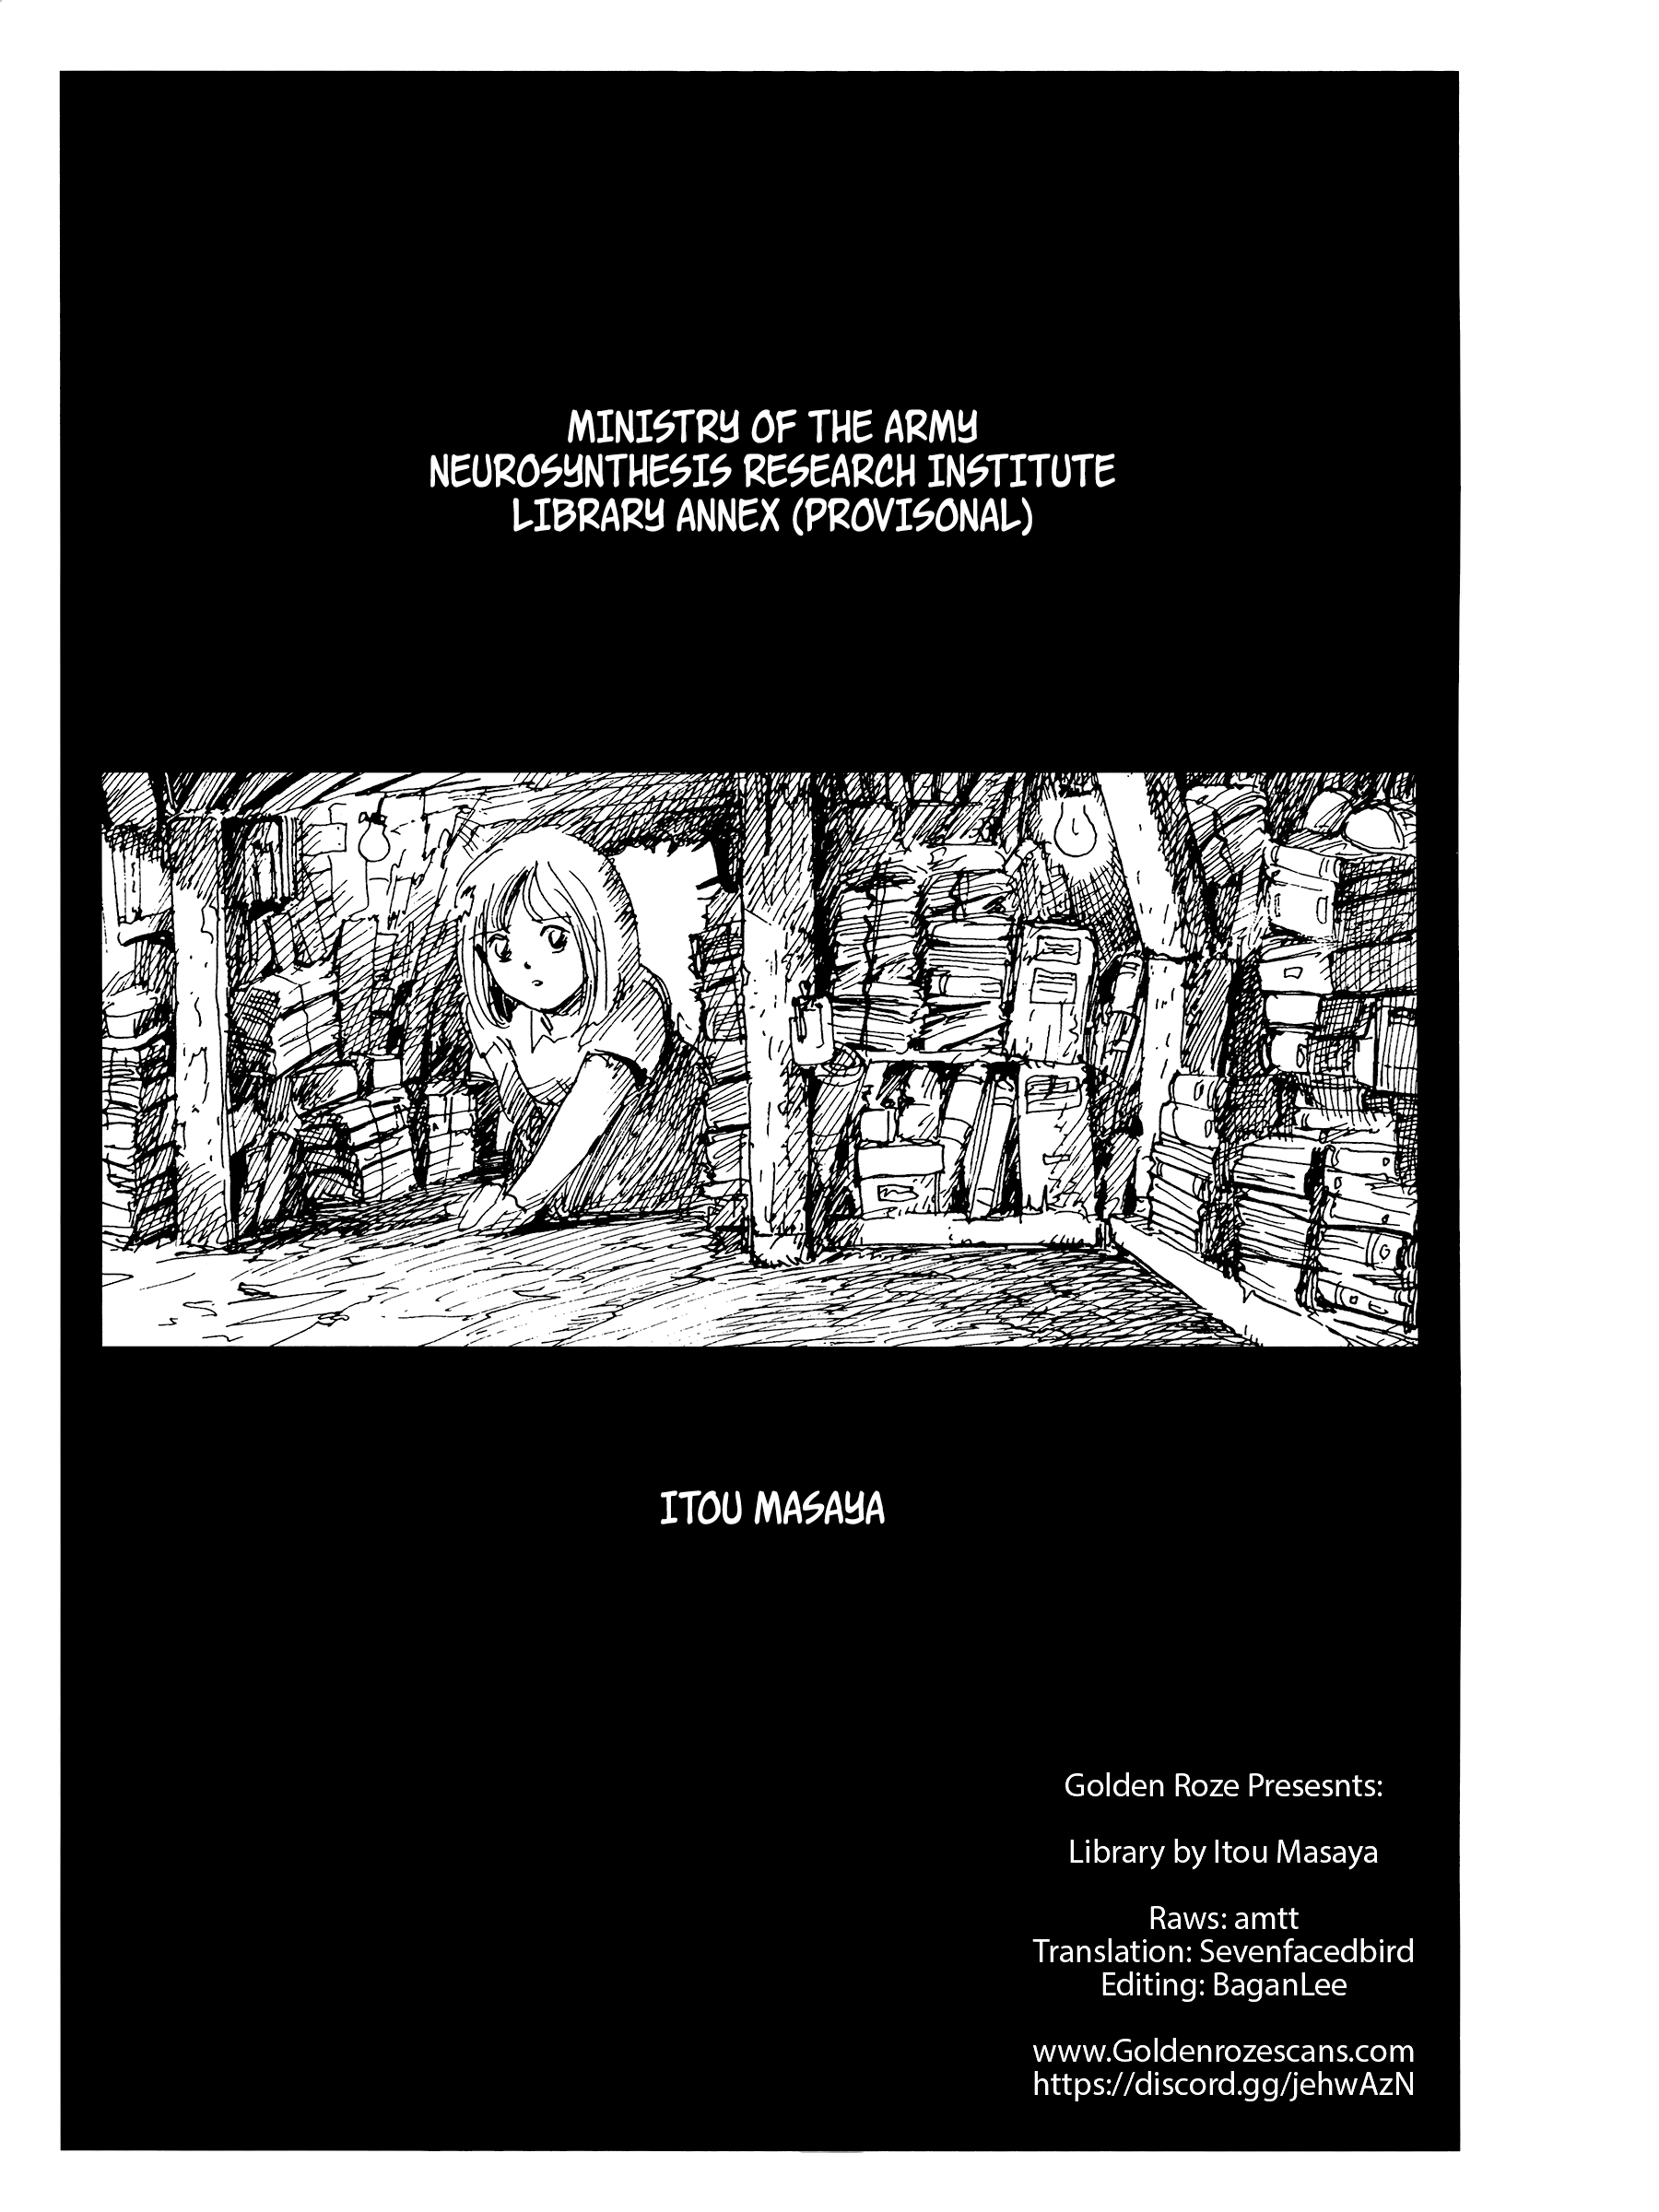 MINISTRY OF THE ARMY
NEUROSYNTHESIS RESEARCH INSTITUTE
LIBRARY ANNEX (PROVISONAL)
ITOU MASAYA
Golden Roze Presesnts:
Library by Itou Masaya
Raws: amtt
Translation: Sevenfacedbird
Editing: BaganLee
www.Goldenrozescans.com
https://discord.gg/jehwAzN